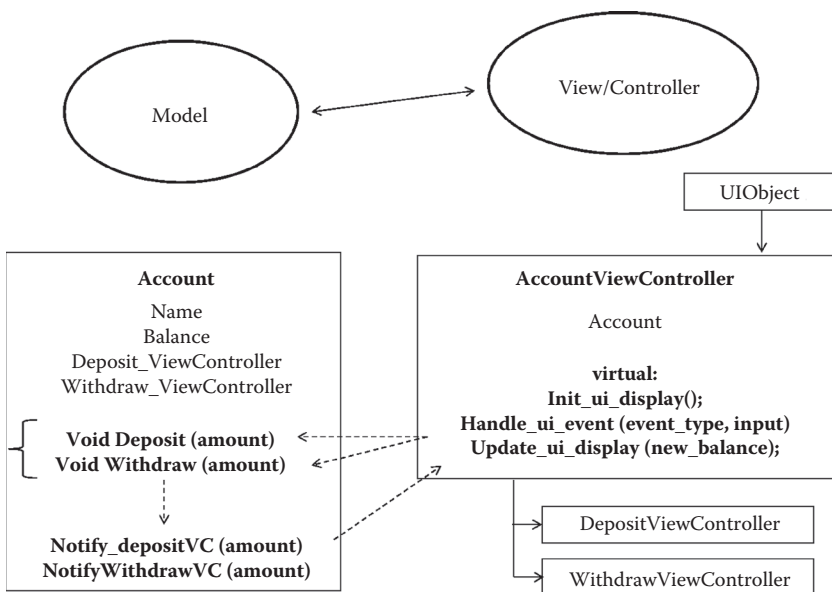 Model
View/Controller
UIObject
Account
Name
Balance
Deposit_ViewController
Withdraw_ViewController
Void Deposit (amount)
Void Withdraw (amount)
Notify_depositVC (amount)
NotifyWithdrawVC (amount)
AccountViewController
Account
virtual:
Init_ui_display();
Handle_ui_event (event_type, input)
Update_ui_display (new_balance);
DepositViewController
WithdrawViewController